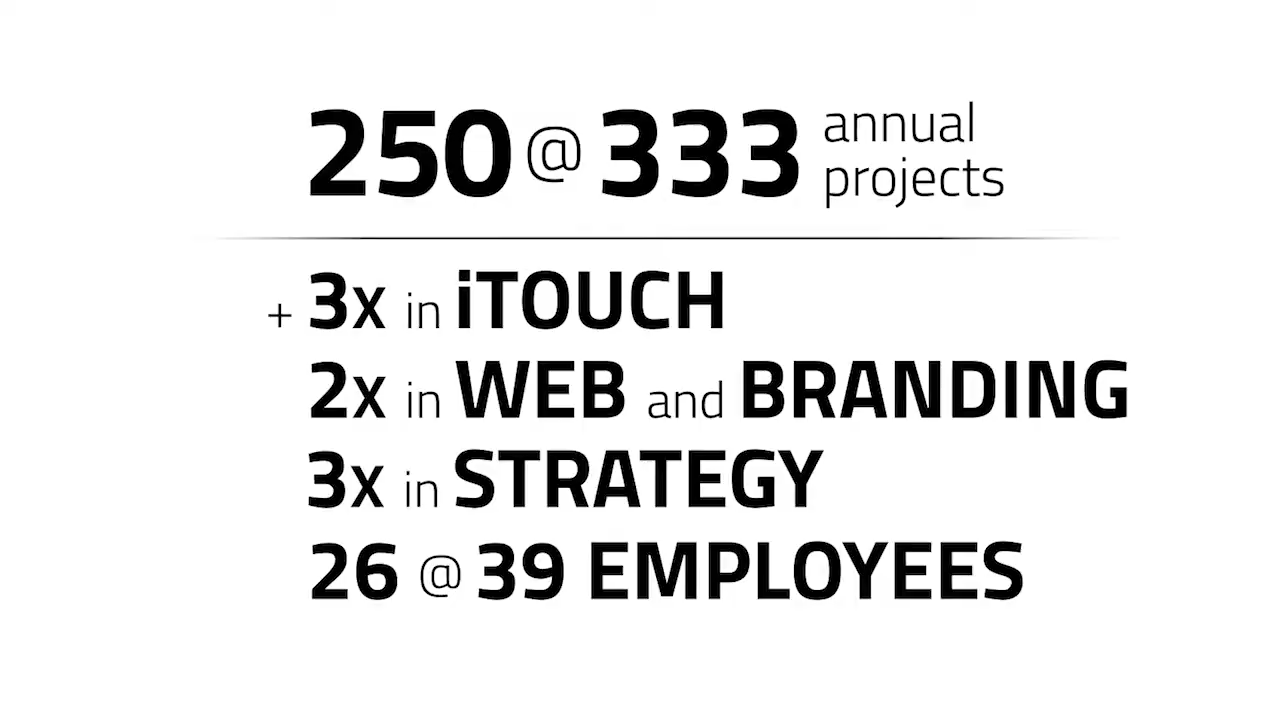 250 @ 333 annual projects
+ 3x in iTOUCH
2x in WEB and BRANDING
3x in STRATEGY
26 @ 39 EMPLOYEES